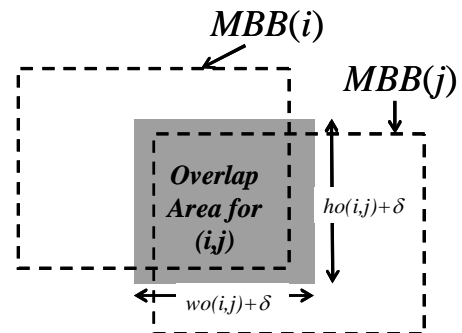 MBB(i)
MBB(j)
Overlap
Area for
(i,j)
ho(i,j)+δ
wo(i,j)+δ